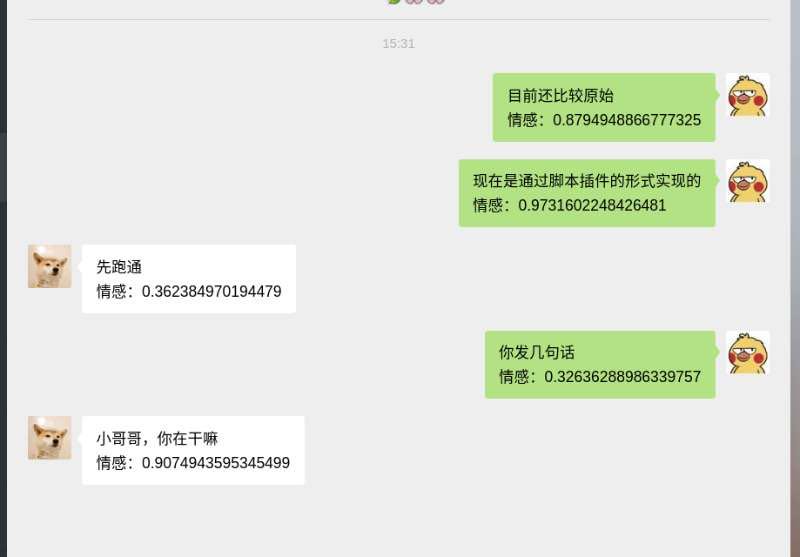 15:31
目前还比较原始
情感：0.8794948866777325
现在是通过脚本插件的形式实现的
情感：0.9731602248426481
先跑通
情感：0.362384970194479
你发几句话
情感：0.32636288986339757
小哥哥，你在干嘛
情感：0.9074943595345499